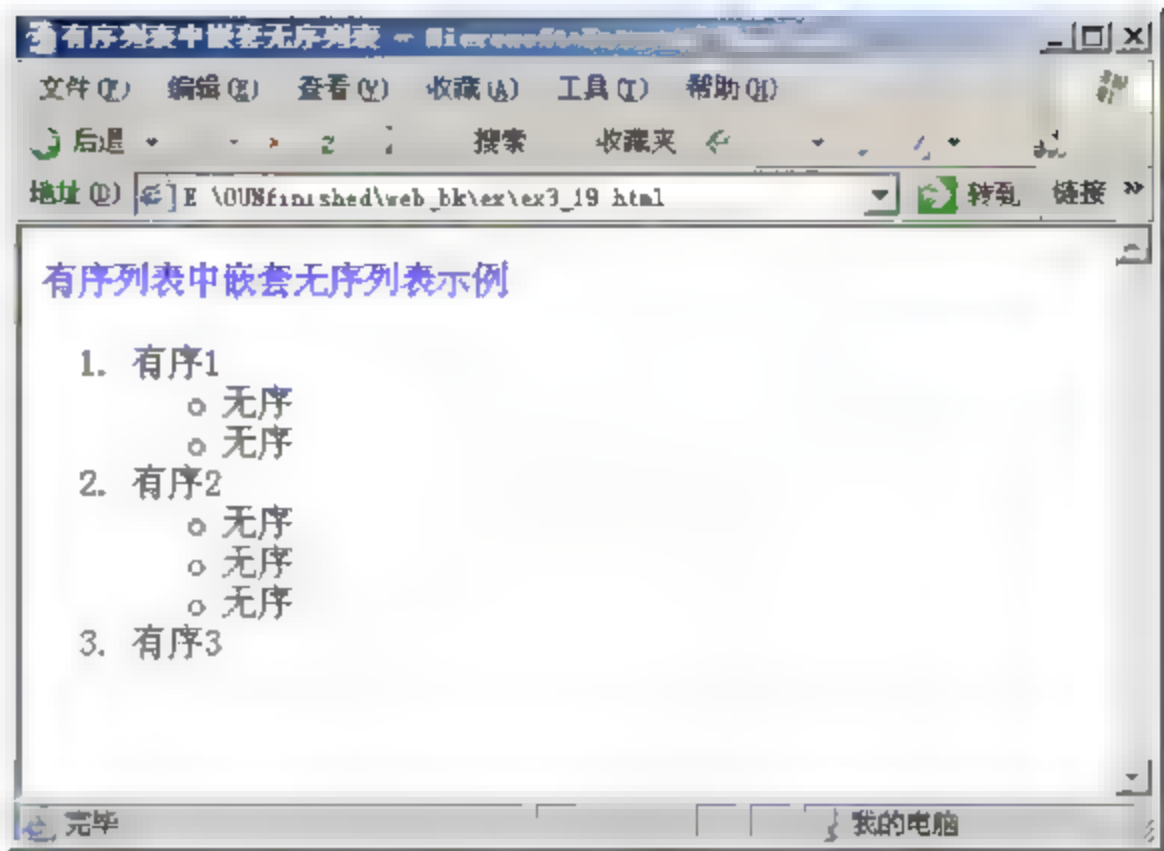 有序列表中嵌套无序列表 -
文件(F) 编辑(E) 查看(V) 收藏(A) 工具(T) 帮助(H)
后退 搜索 收藏夹
地址(D) E \OUSfinished\web_bk\ex\ex3_19 html 转到 链接 »
有序列表中嵌套无序列表示例
1. 有序1
o 无序
o 无序
2. 有序2
o 无序
o 无序
o 无序
3. 有序3
完毕 我的电脑